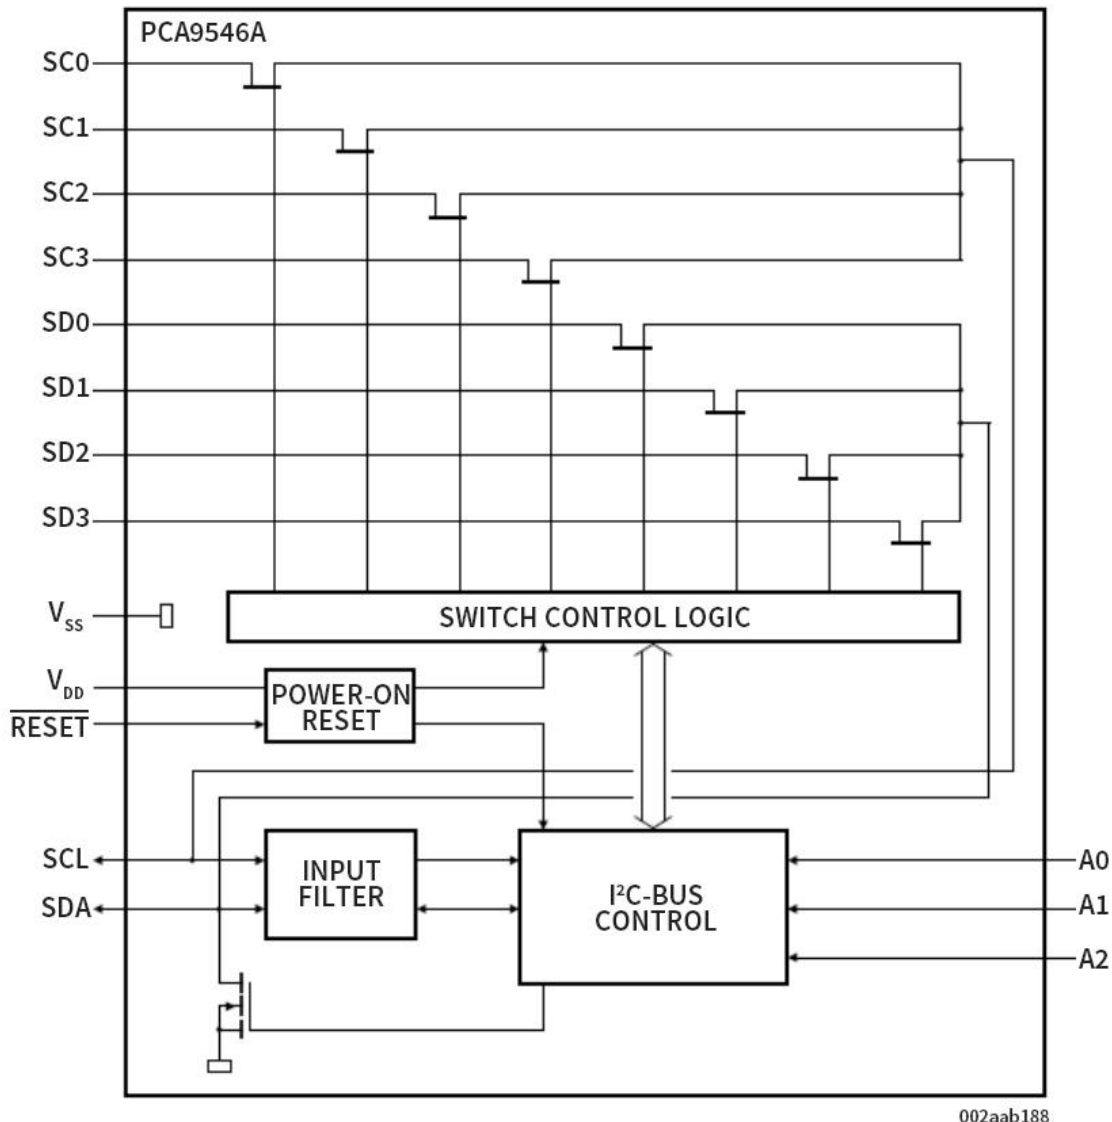 PCA9546A
SC0
SC1
SC2
SC3
SD0
SD1
SD2
SD3
VSS
SWITCH CONTROL LOGIC
VDD
POWER-ON
RESET
RESET
SCL
INPUT
FILTER
SDA
I²C-BUS
CONTROL
A0
A1
A2
002aab188